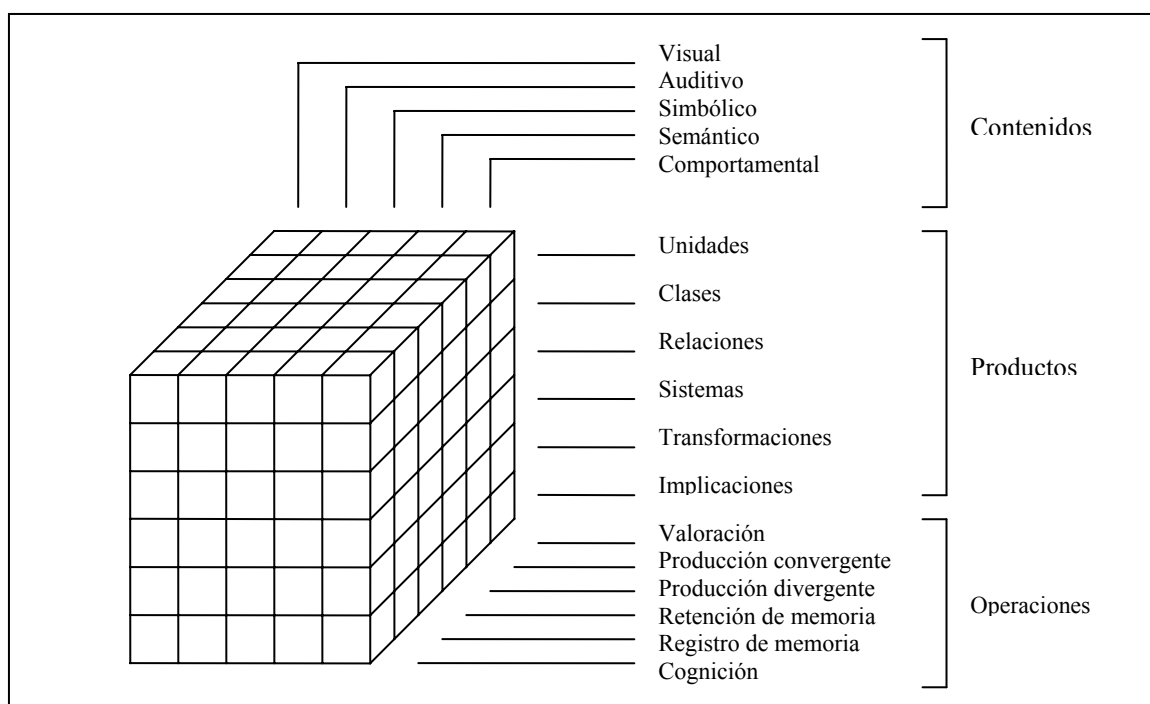 Visual
Auditivo
Simbólico
Semántico
Comportamental
Contenidos
Unidades
Clases
Relaciones
Sistemas
Transformaciones
Implicaciones
Productos
Valoración
Producción convergente
Producción divergente
Retención de memoria
Registro de memoria
Cognición
Operaciones